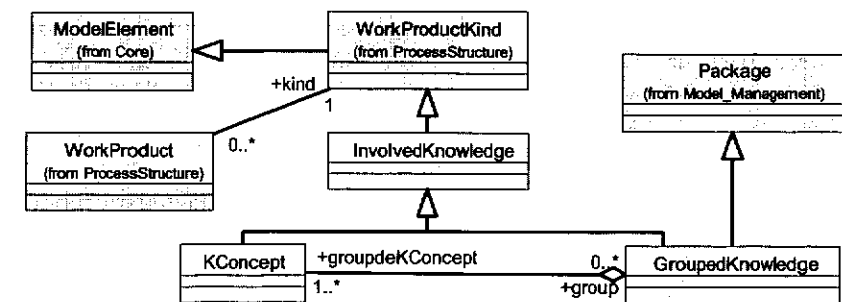 ModelElement
(from Core)
WorkProductKind
(from ProcessStructure)
Package
(from Model_Management)
+kind
1
WorkProduct
(from ProcessStructure)
0..*
InvolvedKnowledge
KConcept
+groupdeKConcept
1..*
0..*
+group
GroupedKnowledge